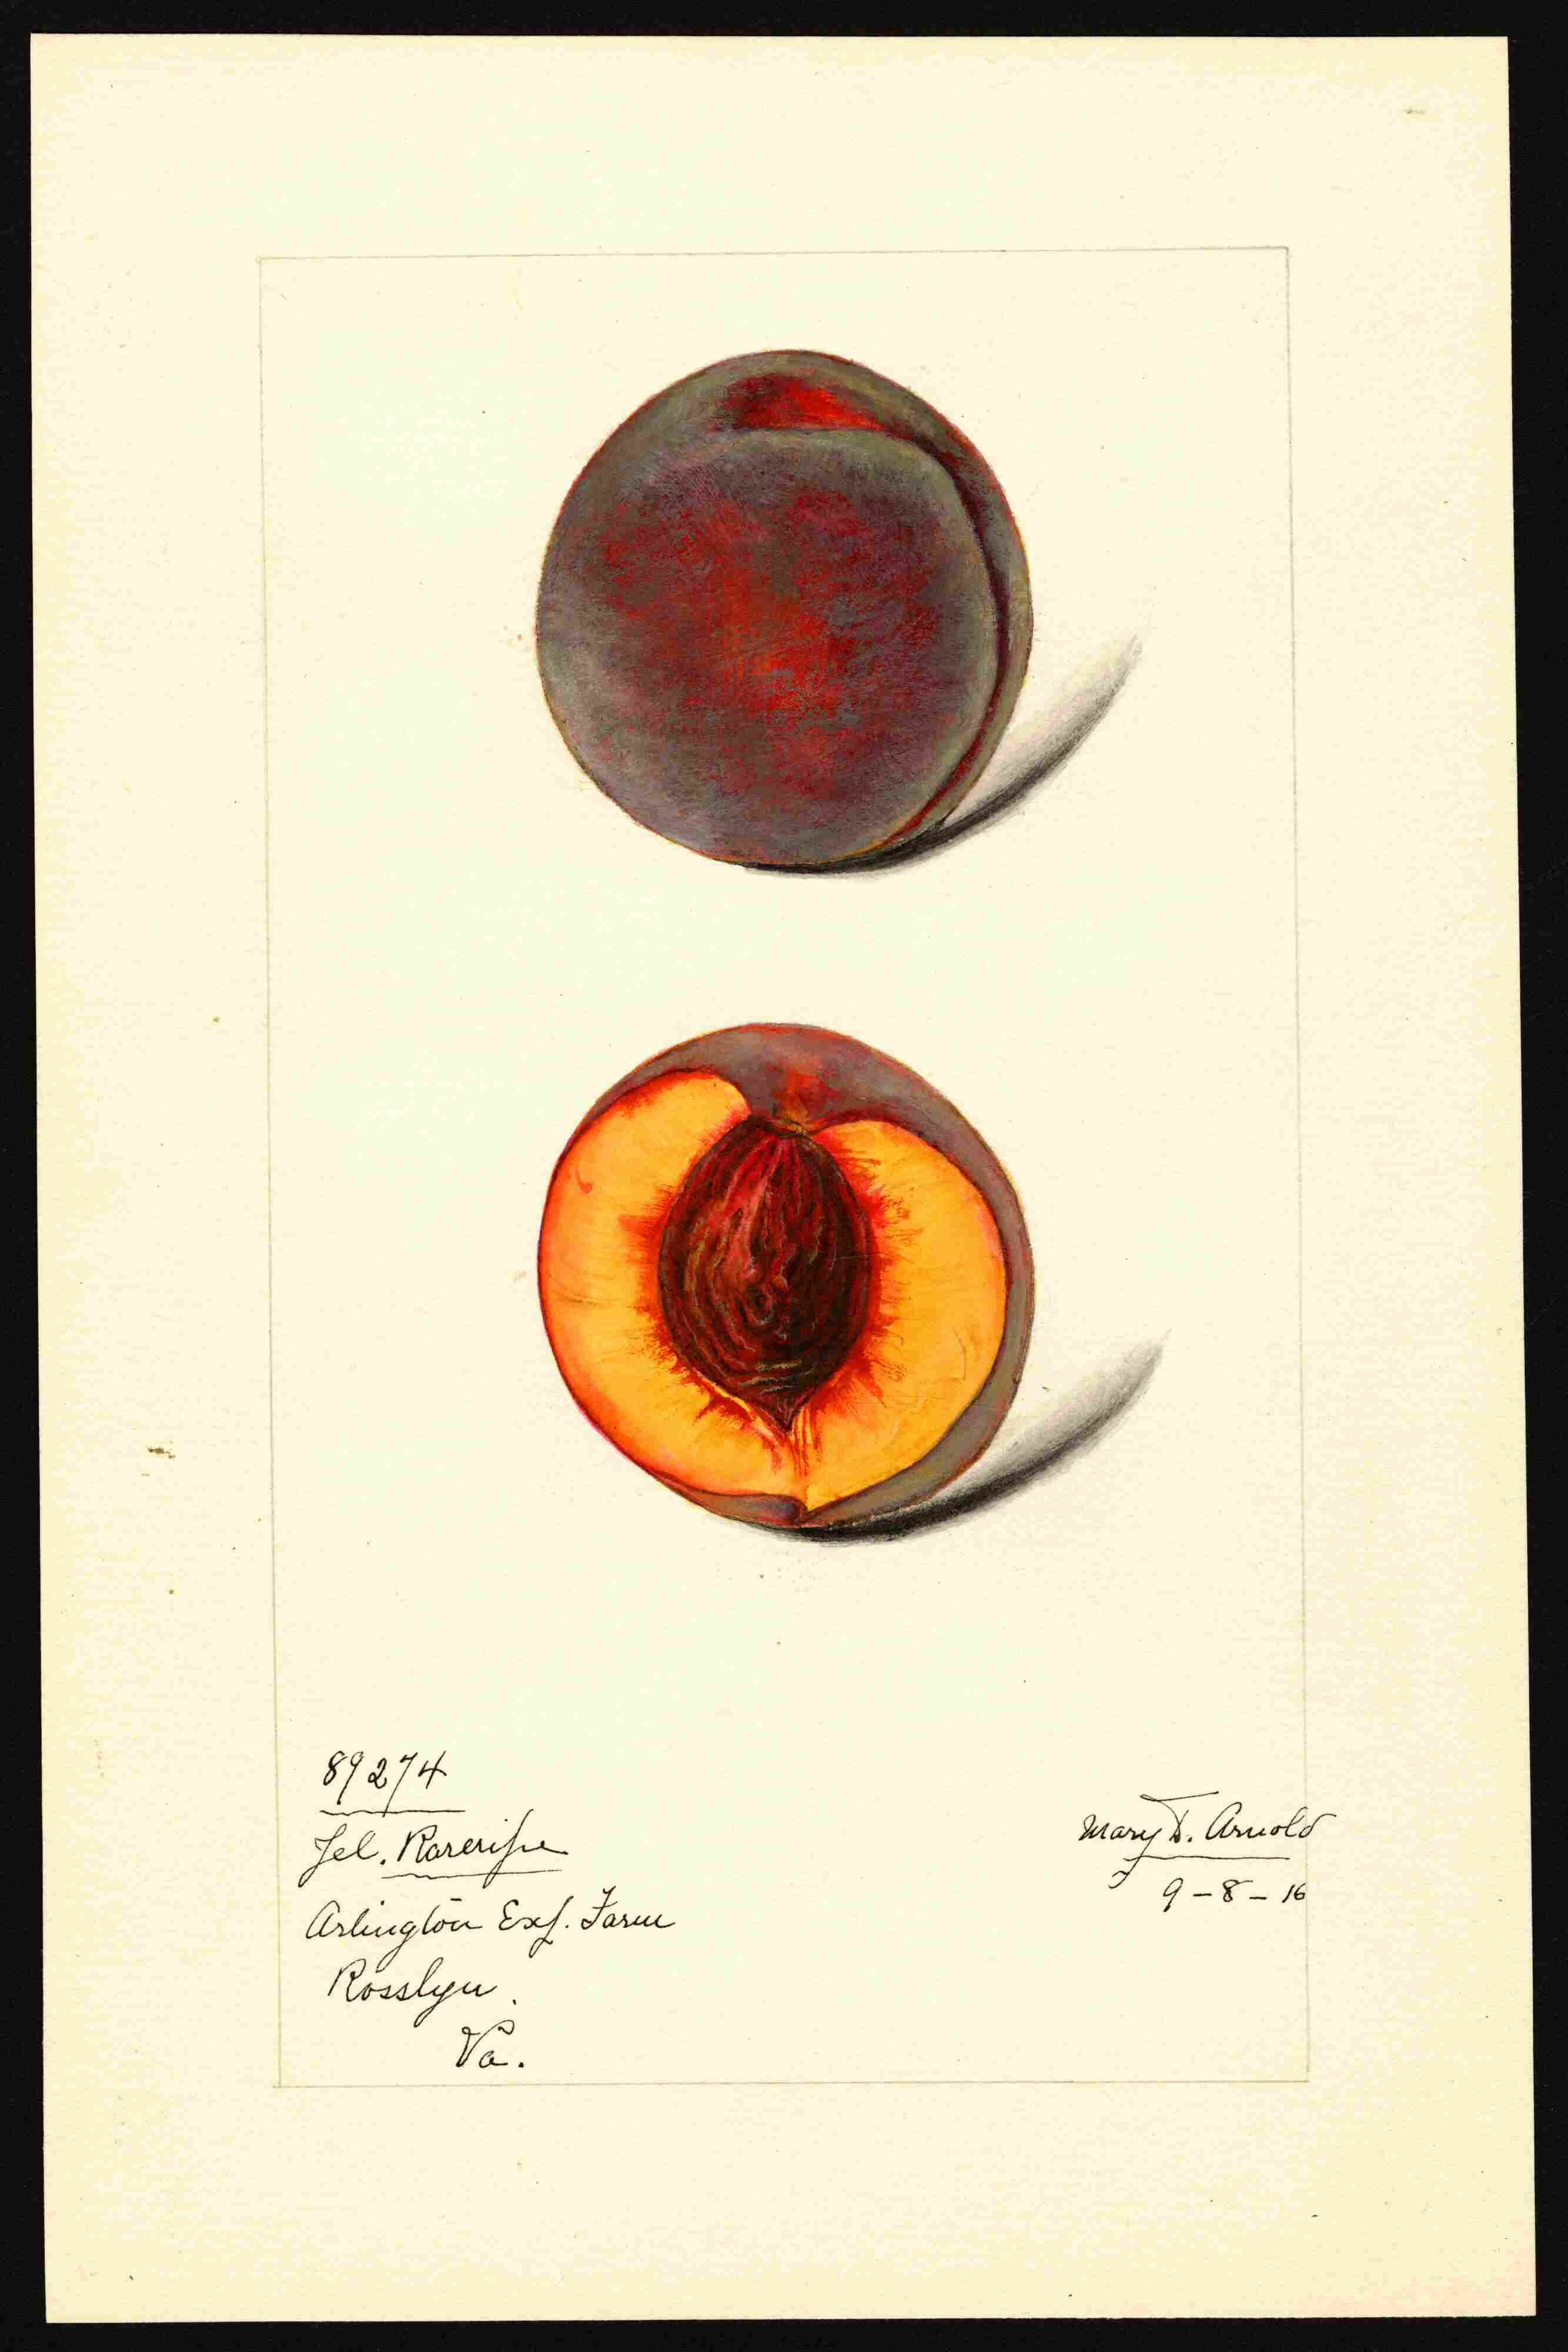 89274
Yel. Rareripe
Arlington Exp. Farm
Rosslyn.
Va.
Mary D. Arnold
9-8-16